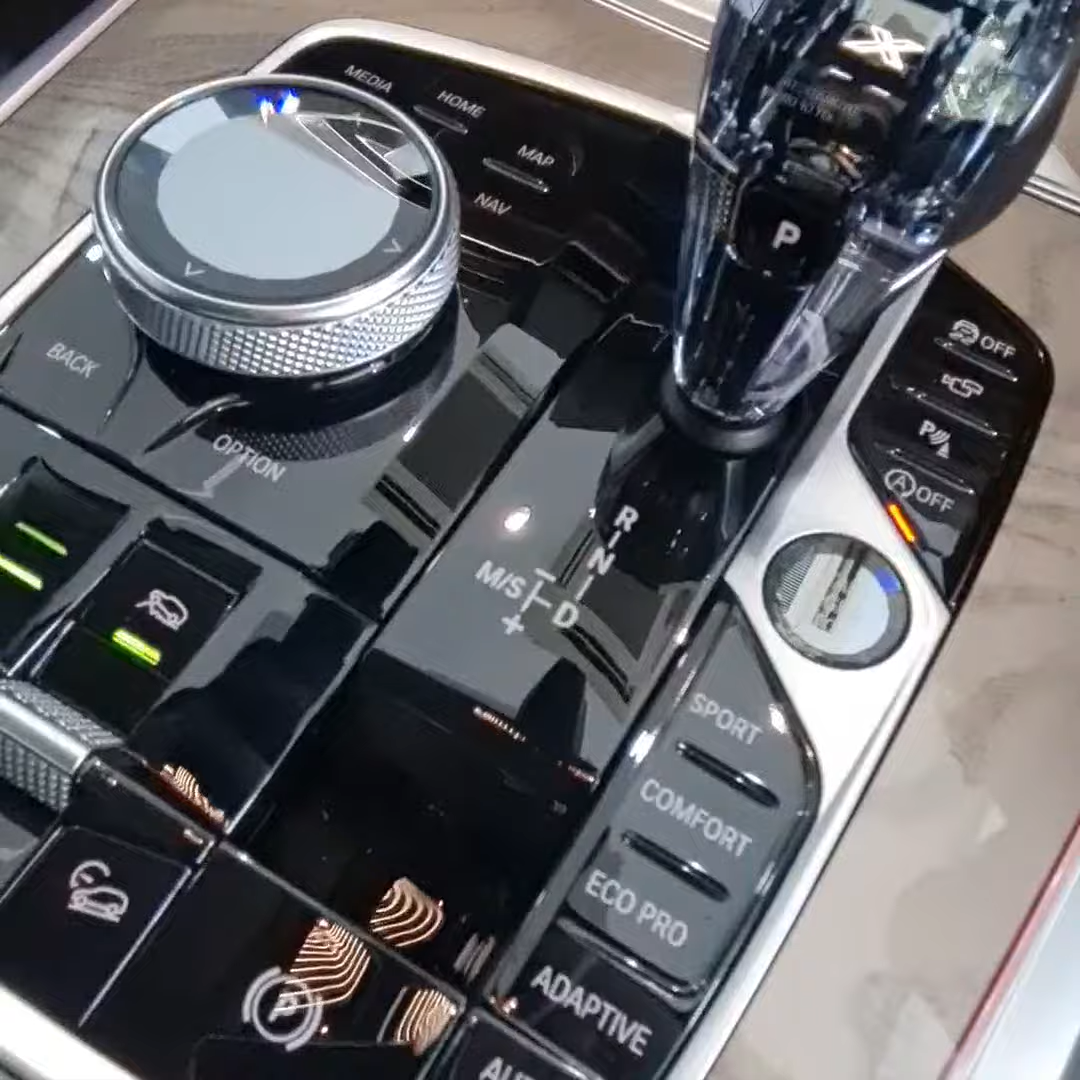 MEDIA
HOME
MAP
NAV
BACK
OPTION
P
OFF
P
A OFF
R
N
M/S
D
+
SPORT
COMFORT
ECO PRO
ADAPTIVE
P